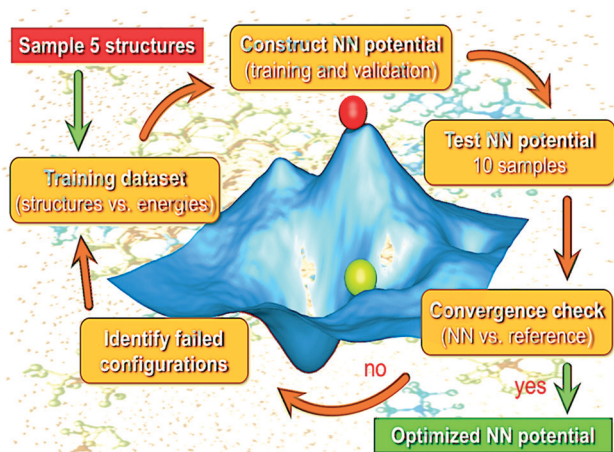 Sample 5 structures
Construct NN potential
(training and validation)
Test NN potential
10 samples
Training dataset
(structures vs. energies)
Convergence check
(NN vs. reference)
Identify failed
configurations
no
yes
Optimized NN potential